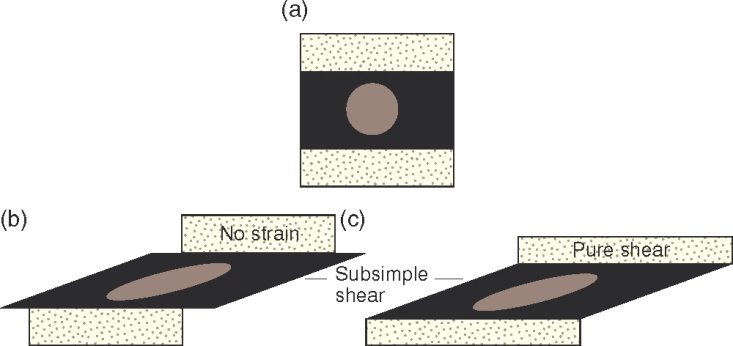 (a)
(b)
No strain
(c)
Pure shear
Subsimple
shear